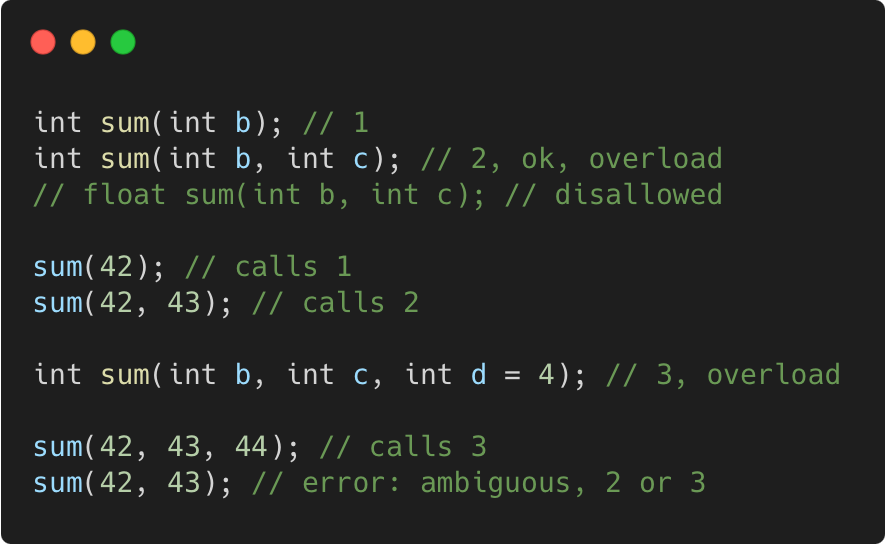 int sum(int b); // 1
int sum(int b, int c); // 2, ok, overload
// float sum(int b, int c); // disallowed
sum(42); // calls 1
sum(42, 43); // calls 2
int sum(int b, int c, int d = 4); // 3, overload
sum(42, 43, 44); // calls 3
sum(42, 43); // error: ambiguous, 2 or 3